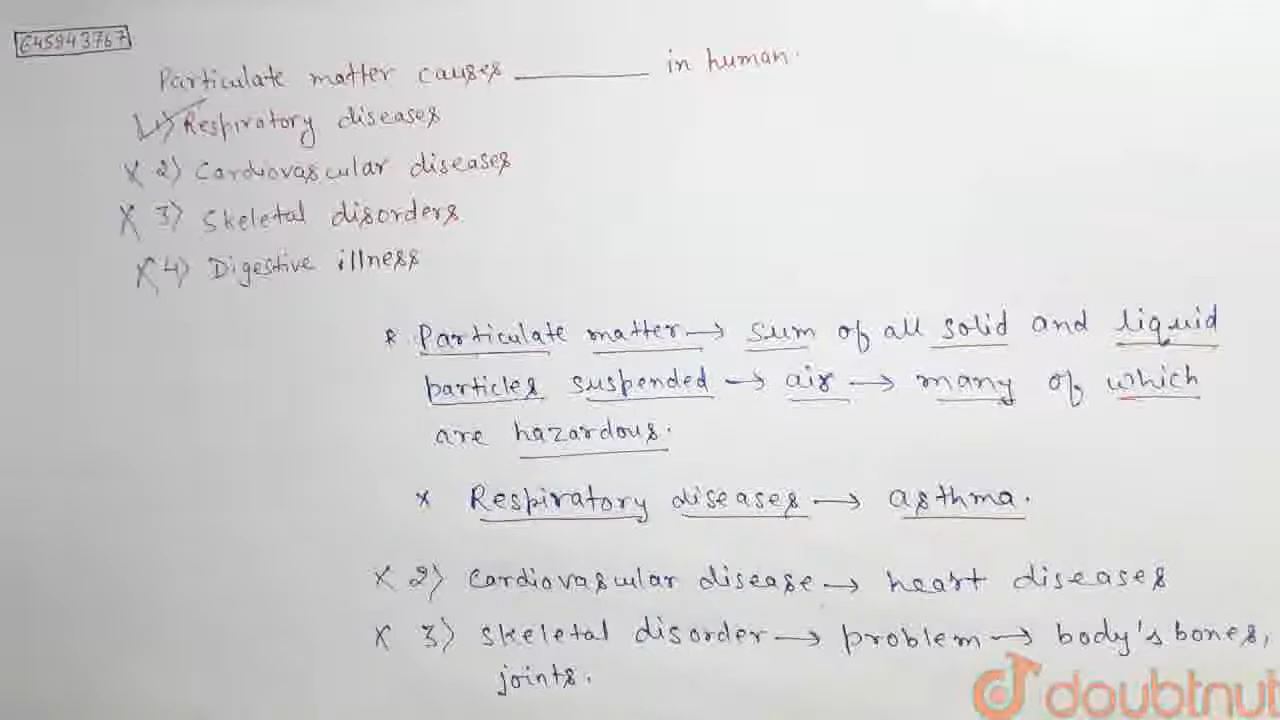 645943767
Particulate matter causes ________ in human.
1) Respiratory diseases
X 2) Cardiovascular diseases
X 3) Skeletal disorders
X 4) Digestive illness
* Particulate matter → sum of all solid and liquid
particles suspended → air → many of which
are hazardous.
* Respiratory diseases → asthma.
X 2) Cardiovascular disease → heart diseases
X 3) Skeletal disorder → problem → body's bones,
joints.
doubtnut